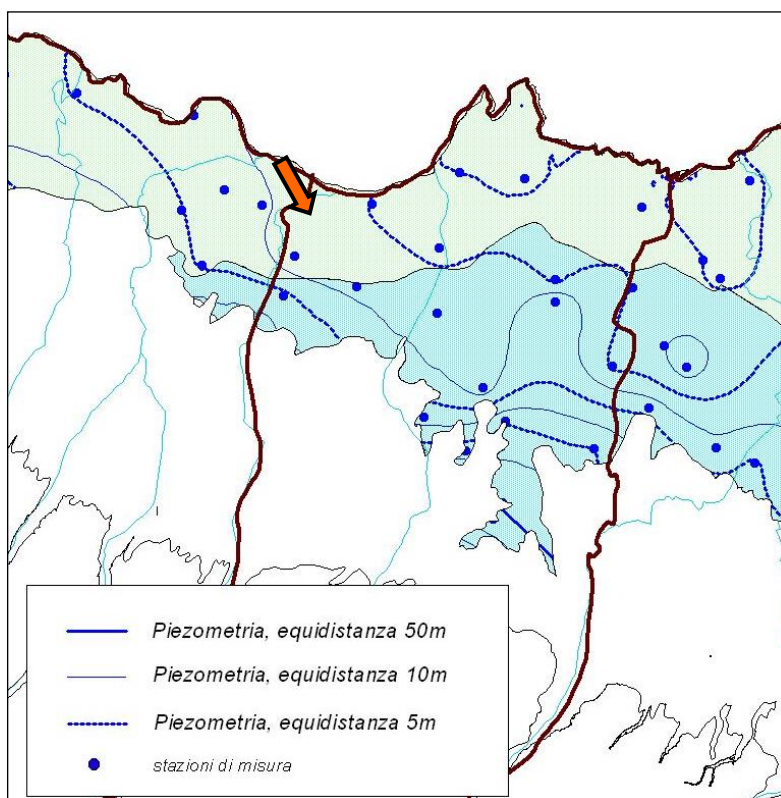 Piezometria, equidistanza 50m
Piezometria, equidistanza 10m
Piezometria, equidistanza 5m
stazioni di misura